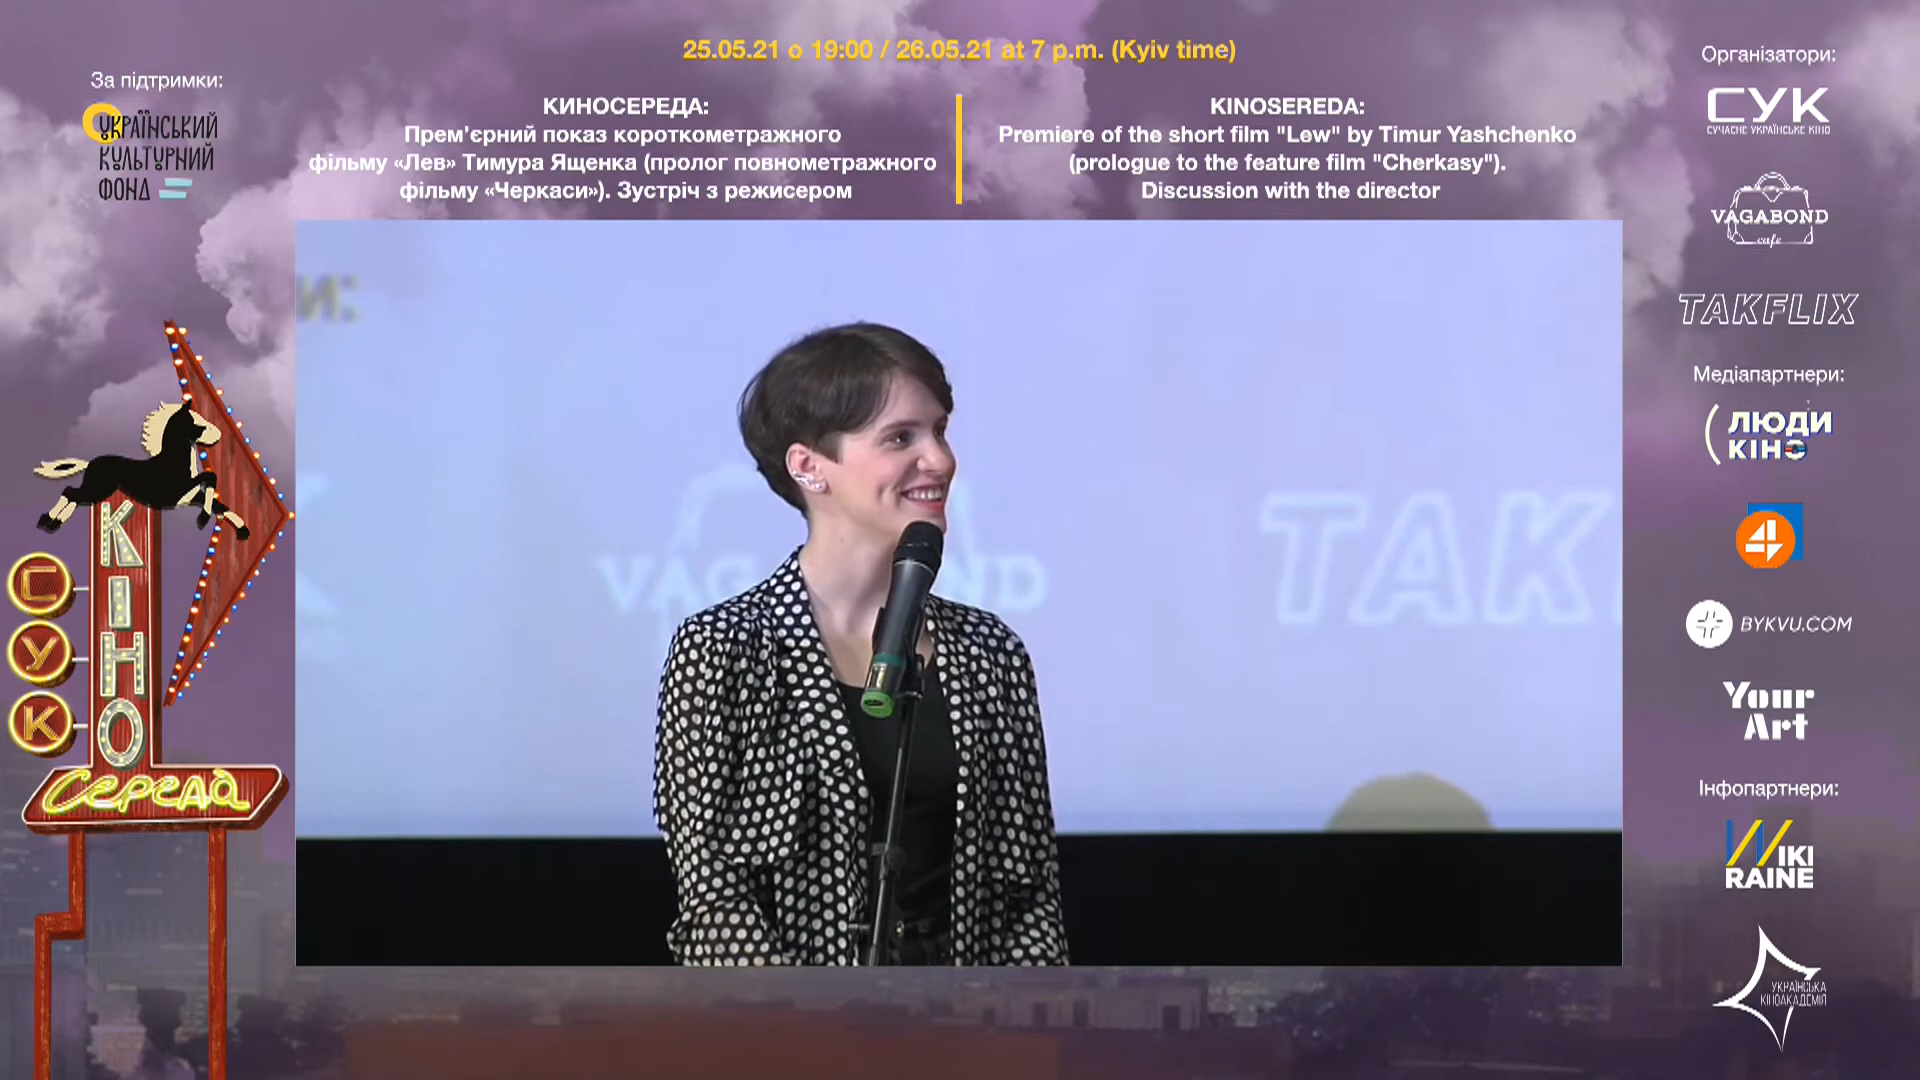 25.05.21 о 19:00 / 26.05.21 at 7 p.m. (Kyiv time)
За підтримки:
УКРАЇНСЬКИЙ
КУЛЬТУРНИЙ
ФОНД
КИНОСЕРЕДА:
Прем'єрний показ короткометражного
фільму «Лев» Тимура Ященка (пролог повнометражного
фільму «Черкаси»). Зустріч з режисером
KINOSEREDA:
Premiere of the short film "Lew" by Timur Yashchenko
(prologue to the feature film "Cherkasy").
Discussion with the director
Організатори:
СУК
СУЧАСНЕ УКРАЇНСЬКЕ КІНО
VAGABOND
cafe
TAKFLIX
Медіапартнери:
ЛЮДИ
КІНО
4
BYKVU.COM
Your
Art
Інфопартнери:
WIKI
RAINE
УКРАЇНСЬКА
КІНОАКАДЕМІЯ
СУК
КІНО
Середа
и:
VAGABOND
TAK